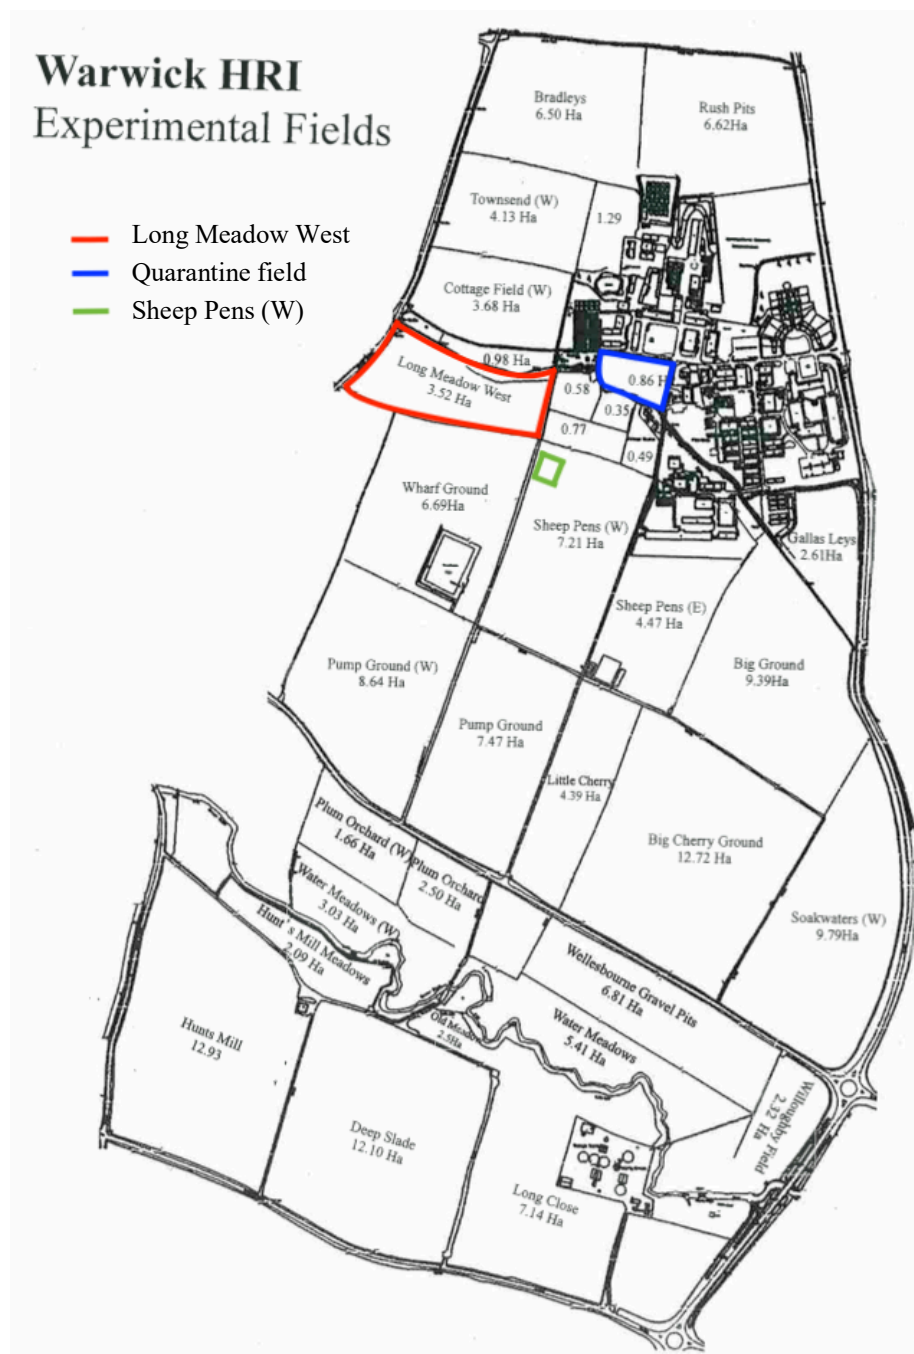 Warwick HRI
Experimental Fields
Long Meadow West
Quarantine field
Sheep Pens (W)
Bradleys
6.50 Ha
Rush Pits
6.62Ha
Townsend (W)
4.13 Ha
1.29
Cottage Field (W)
3.68 Ha
0.98 Ha
Long Meadow West
3.52 Ha
0.58
0.86 H
0.35
0.77
0.49
Wharf Ground
6.69Ha
Sheep Pens (W)
7.21 Ha
Gallas Leys
2.61Ha
Sheep Pens (E)
4.47 Ha
Big Ground
9.39Ha
Pump Ground (W)
8.64 Ha
Pump Ground
7.47 Ha
Little Cherry
4.39 Ha
Big Cherry Ground
12.72 Ha
Plum Orchard (W)
1.66 Ha
Plum Orchard
2.50 Ha
Water Meadows (W)
3.03 Ha
Hunt's Mill Meadows
2.09 Ha
Soakwaters (W)
9.79Ha
Wellesbourne Gravel Pits
6.81 Ha
Old Meadow
2.5Ha
Water Meadows
5.41 Ha
Hunts Mill
12.93
Willoughby Field
2.32 Ha
Deep Slade
12.10 Ha
Long Close
7.14 Ha